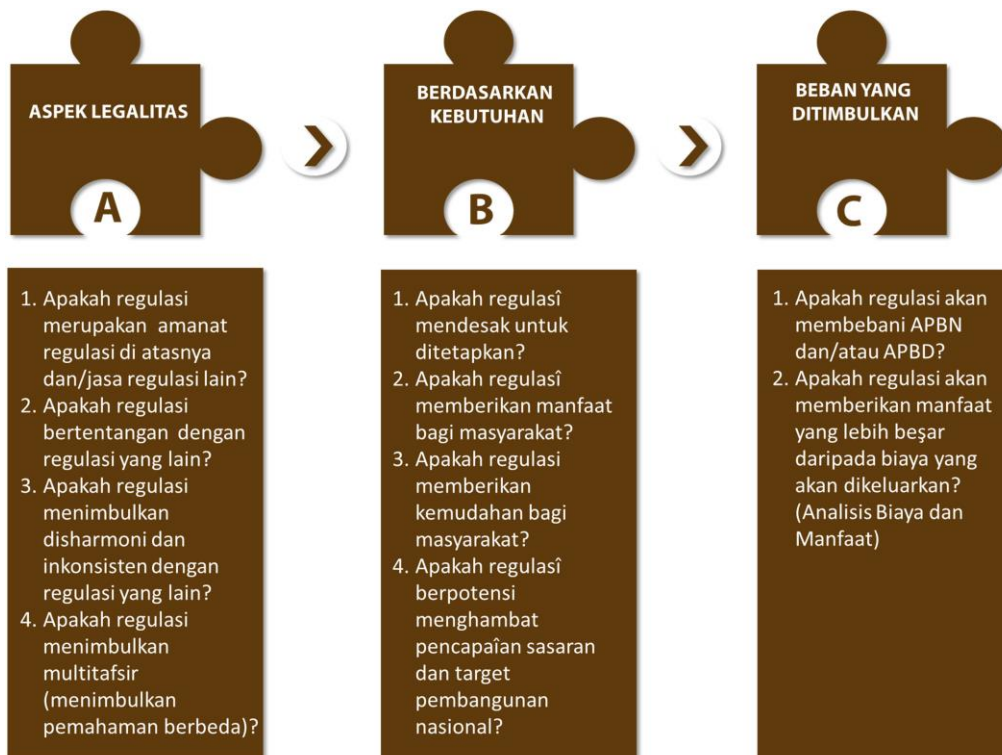 ASPEK LEGALITAS
A
BERDASARKAN
KEBUTUHAN
B
BEBAN YANG
DITIMBULKAN
C
1. Apakah regulasi
merupakan amanat
regulasi di atasnya
dan/jasa regulasi lain?
2. Apakah regulasi
bertentangan dengan
regulasi yang lain?
3. Apakah regulasi
menimbulkan
disharmoni dan
inkonsisten dengan
regulasi yang lain?
4. Apakah regulasi
menimbulkan
multitafsir
(menimbulkan
pemahaman berbeda)?
1. Apakah regulasî
mendesak untuk
ditetapkan?
2. Apakah regulasî
memberikan manfaat
bagi masyarakat?
3. Apakah regulasi
memberikan
kemudahan bagi
masyarakat?
4. Apakah regulasî
berpotensi
menghambat
pencapaîan sasaran
dan target
pembangunan
nasional?
1. Apakah regulasi akan
membebani APBN
dan/atau APBD?
2. Apakah regulasi akan
memberikan manfaat
yang lebih beşar
daripada biaya yang
akan dikeluarkan?
(Analisis Biaya dan
Manfaat)